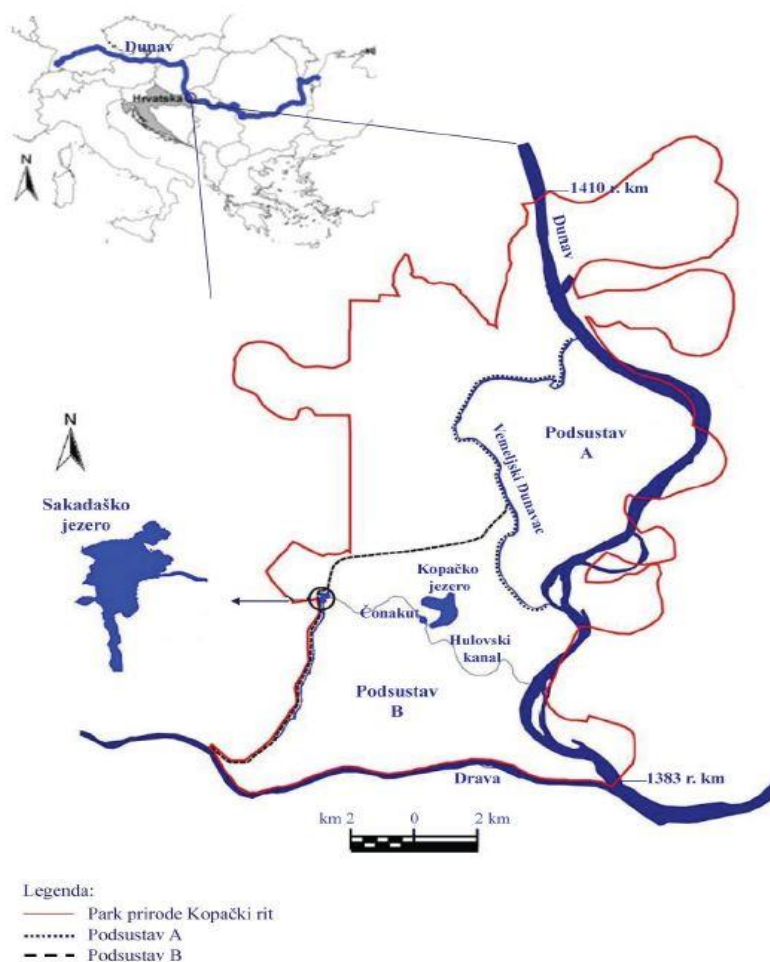 Dunav
Hrvatska
N
1410 r. km
Dunav
N
Podsustav
A
Vemeljski Dunavac
Sakadaško
jezero
Kopačko
jezero
Čonakut
Hulovski
kanal
Podsustav
B
Drava
1383 r. km
km 2 0 2 km
Legenda:
Park prirode Kopački rit
Podsustav A
Podsustav B